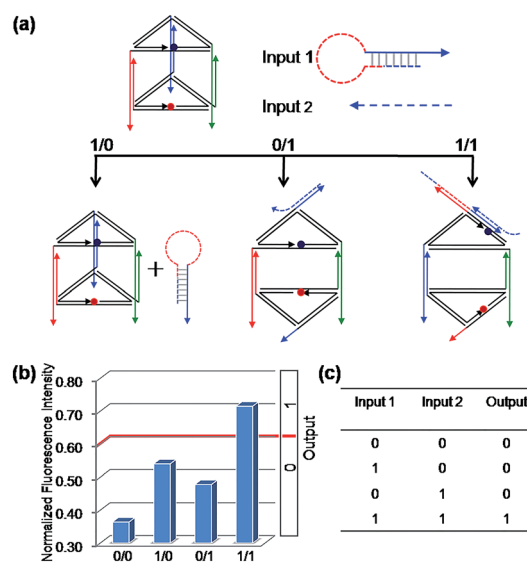 (a)
Input 1
Input 2
1/0 0/1 1/1
+
(b)
Normalized Fluorescence Intensity
0.80
0.70
0.60
0.50
0.40
0.30
0/0 1/0 0/1 1/1
1
0
Output
(c)
Input 1 Input 2 Output
0 0 0
1 0 0
0 1 0
1 1 1